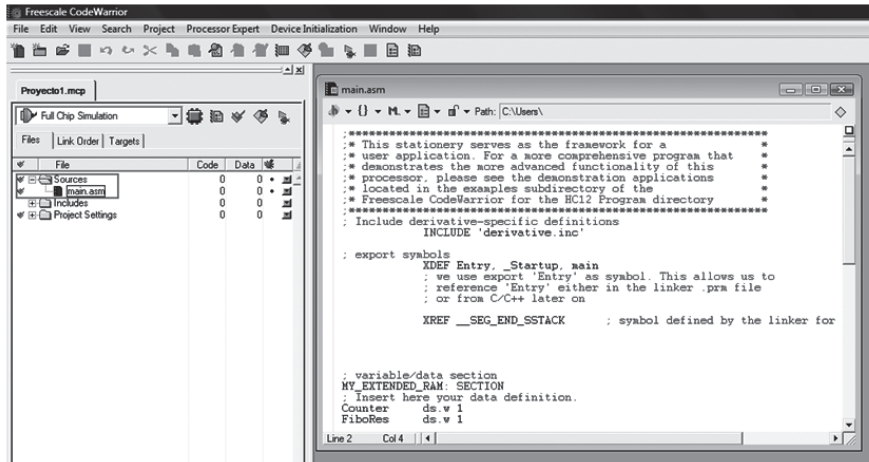 Freescale CodeWarrior
File Edit View Search Project Processor Expert Device Initialization Window Help
Proyecto1.mcp
Full Chip Simulation
Files Link Order Targets
File Code Data
Sources 0 0
main.asm 0 0
Includes 0 0
Project Settings 0 0
main.asm
{} M. Path: C:\Users\
;******************************************************************
;* This stationery serves as the framework for a *
;* user application. For a more comprehensive program that *
;* demonstrates the more advanced functionality of this *
;* processor, please see the demonstration applications *
;* located in the examples subdirectory of the *
;* Freescale CodeWarrior for the HC12 Program directory *
;******************************************************************
; Include derivative-specific definitions
INCLUDE 'derivative.inc'
; export symbols
XDEF Entry, _Startup, main
; we use export 'Entry' as symbol. This allows us to
; reference 'Entry' either in the linker .prm file
; or from C/C++ later on
XREF __SEG_END_SSTACK ; symbol defined by the linker for
; variable/data section
MY_EXTENDED_RAM: SECTION
; Insert here your data definition.
Counter ds.w 1
FiboRes ds.w 1
Line 2 Col 4